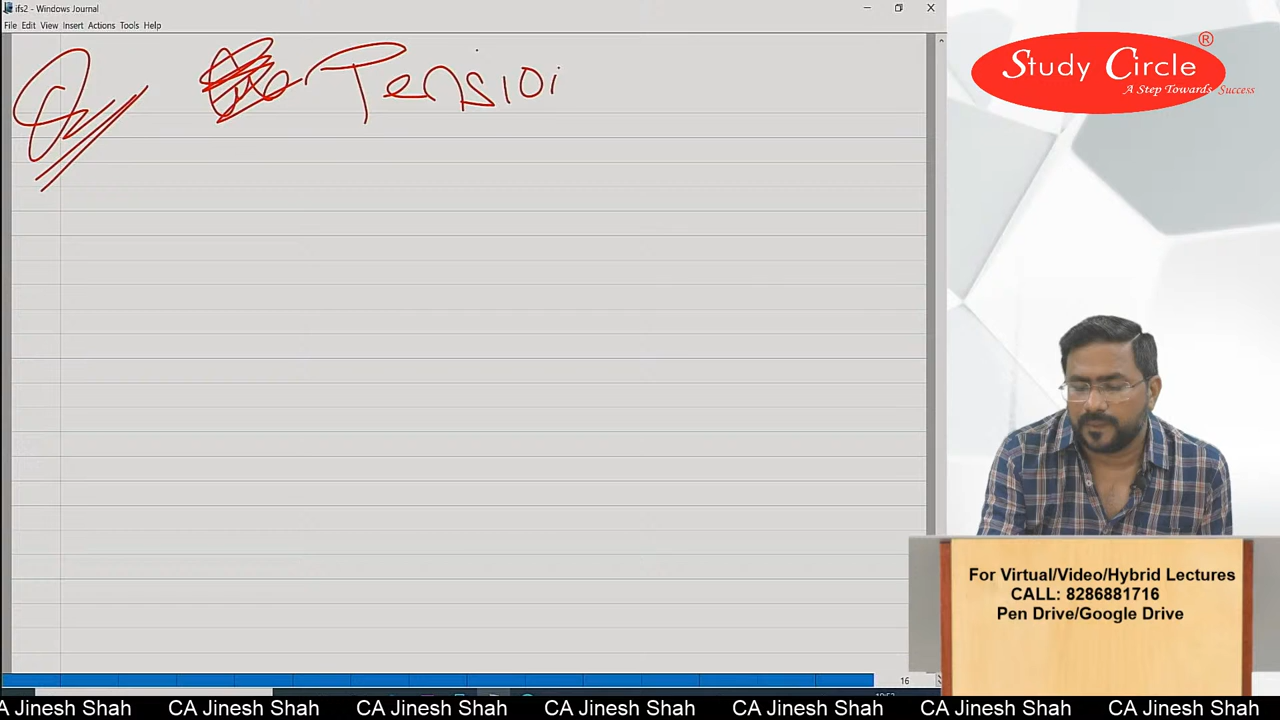 ifs2 - Windows Journal
File Edit View Insert Actions Tools Help
Study Circle ®
A Step Towards Success
For Virtual/Video/Hybrid Lectures
CALL: 8286881716
Pen Drive/Google Drive
16
A Jinesh Shah CA Jinesh Shah CA Jinesh Shah CA Jinesh Shah CA Jinesh Shah CA Jinesh Shah CA Jinesh Shah